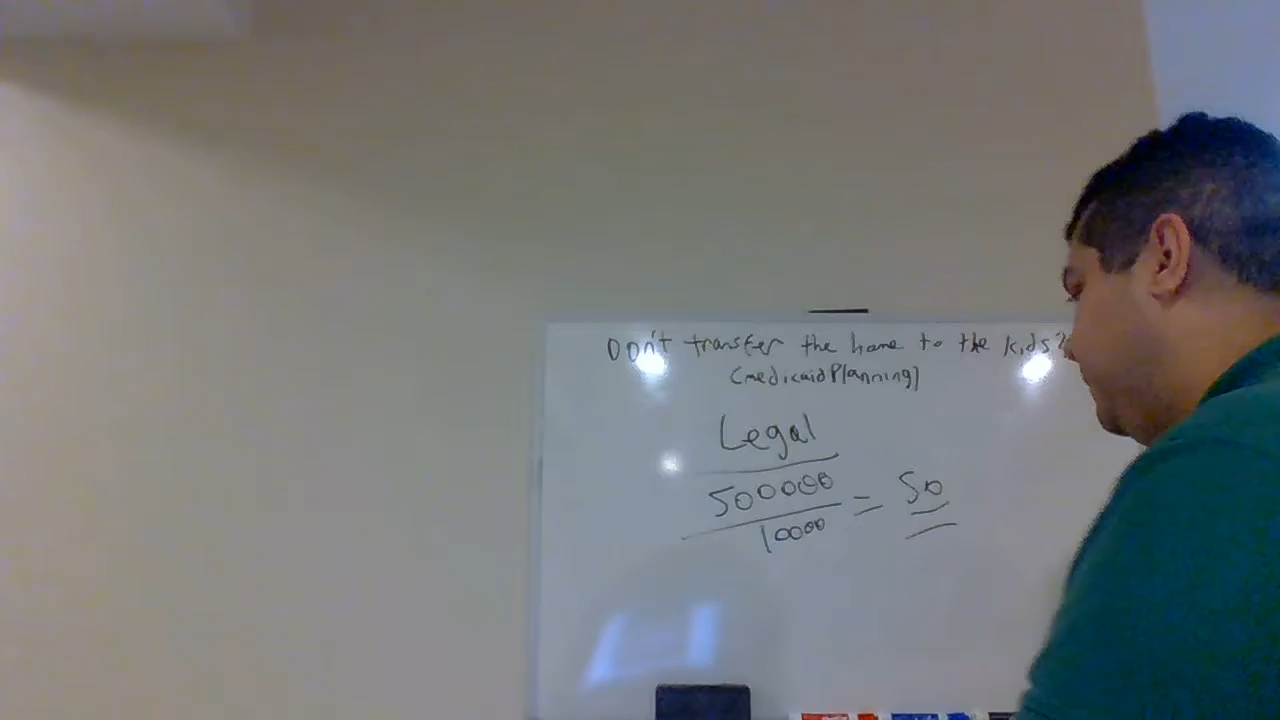 Don't transfer the home to the kids?
(medicaid Planning)
Legal
500000
10000
= 50